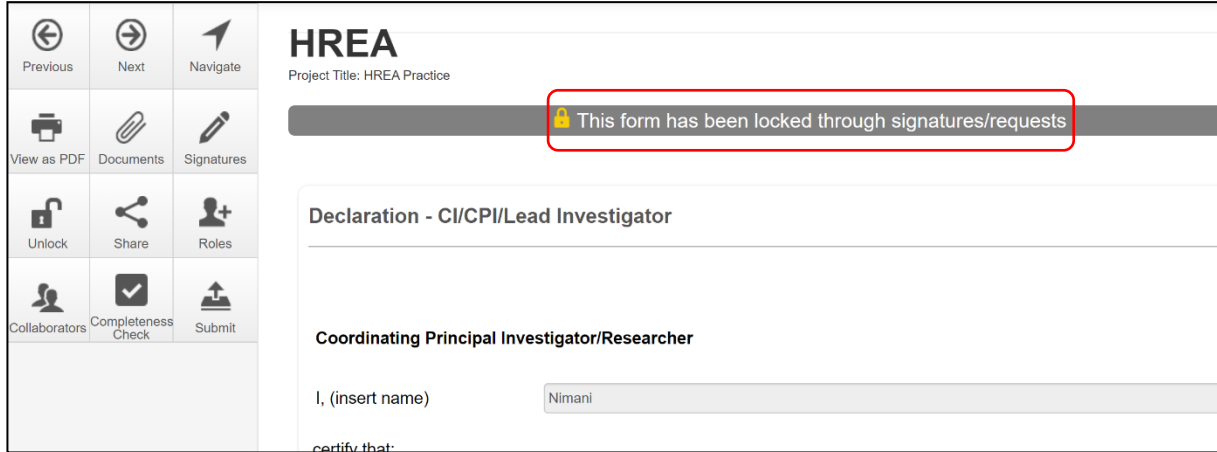 Previous
Next
Navigate
View as PDF
Documents
Signatures
Unlock
Share
Roles
Collaborators
Completeness
Check
Submit
HREA
Project Title: HREA Practice
This form has been locked through signatures/requests
Declaration - CI/CPI/Lead Investigator
Coordinating Principal Investigator/Researcher
I, (insert name)
Nimani
certify that: